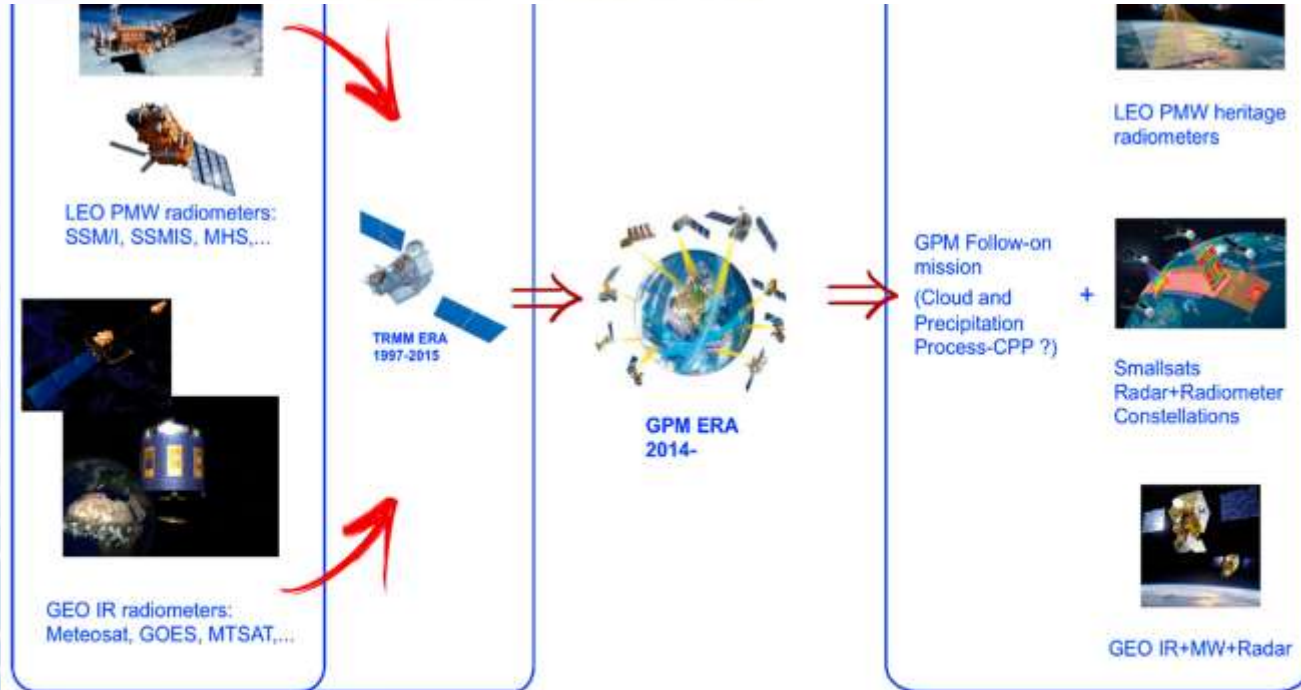 LEO PMW radiometers:
SSM/I, SSMIS, MHS,...
GEO IR radiometers:
Meteosat, GOES, MTSAT,...
TRMM ERA
1997-2015
GPM ERA
2014-
GPM Follow-on
mission
(Cloud and
Precipitation
Process-CPP ?)
+
LEO PMW heritage
radiometers
Smallsats
Radar+Radiometer
Constellations
GEO IR+MW+Radar